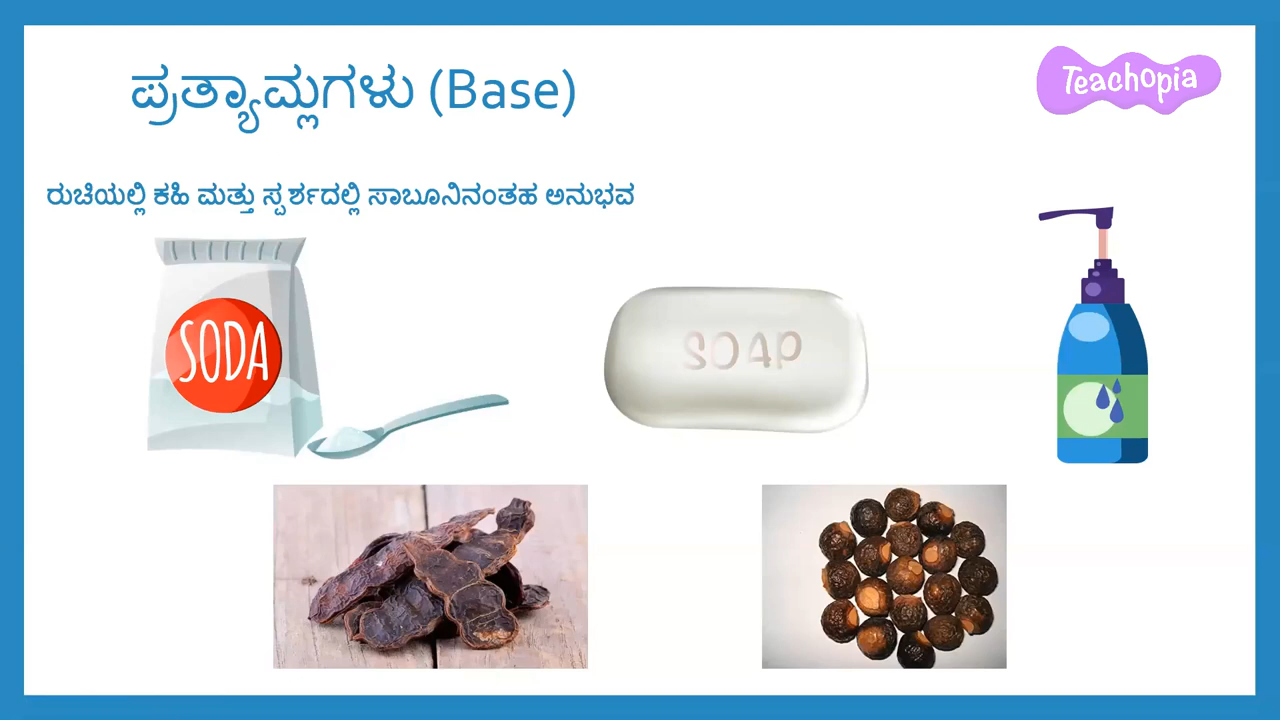 ಪ್ರತ್ಯಾಮ್ಲಗಳು (Base)
Teachopia
ರುಚಿಯಲ್ಲಿ ಕಹಿ ಮತ್ತು ಸ್ಪರ್ಶದಲ್ಲಿ ಸಾಬೂನಿನಂತಹ ಅನುಭವ
SODA
SOAP